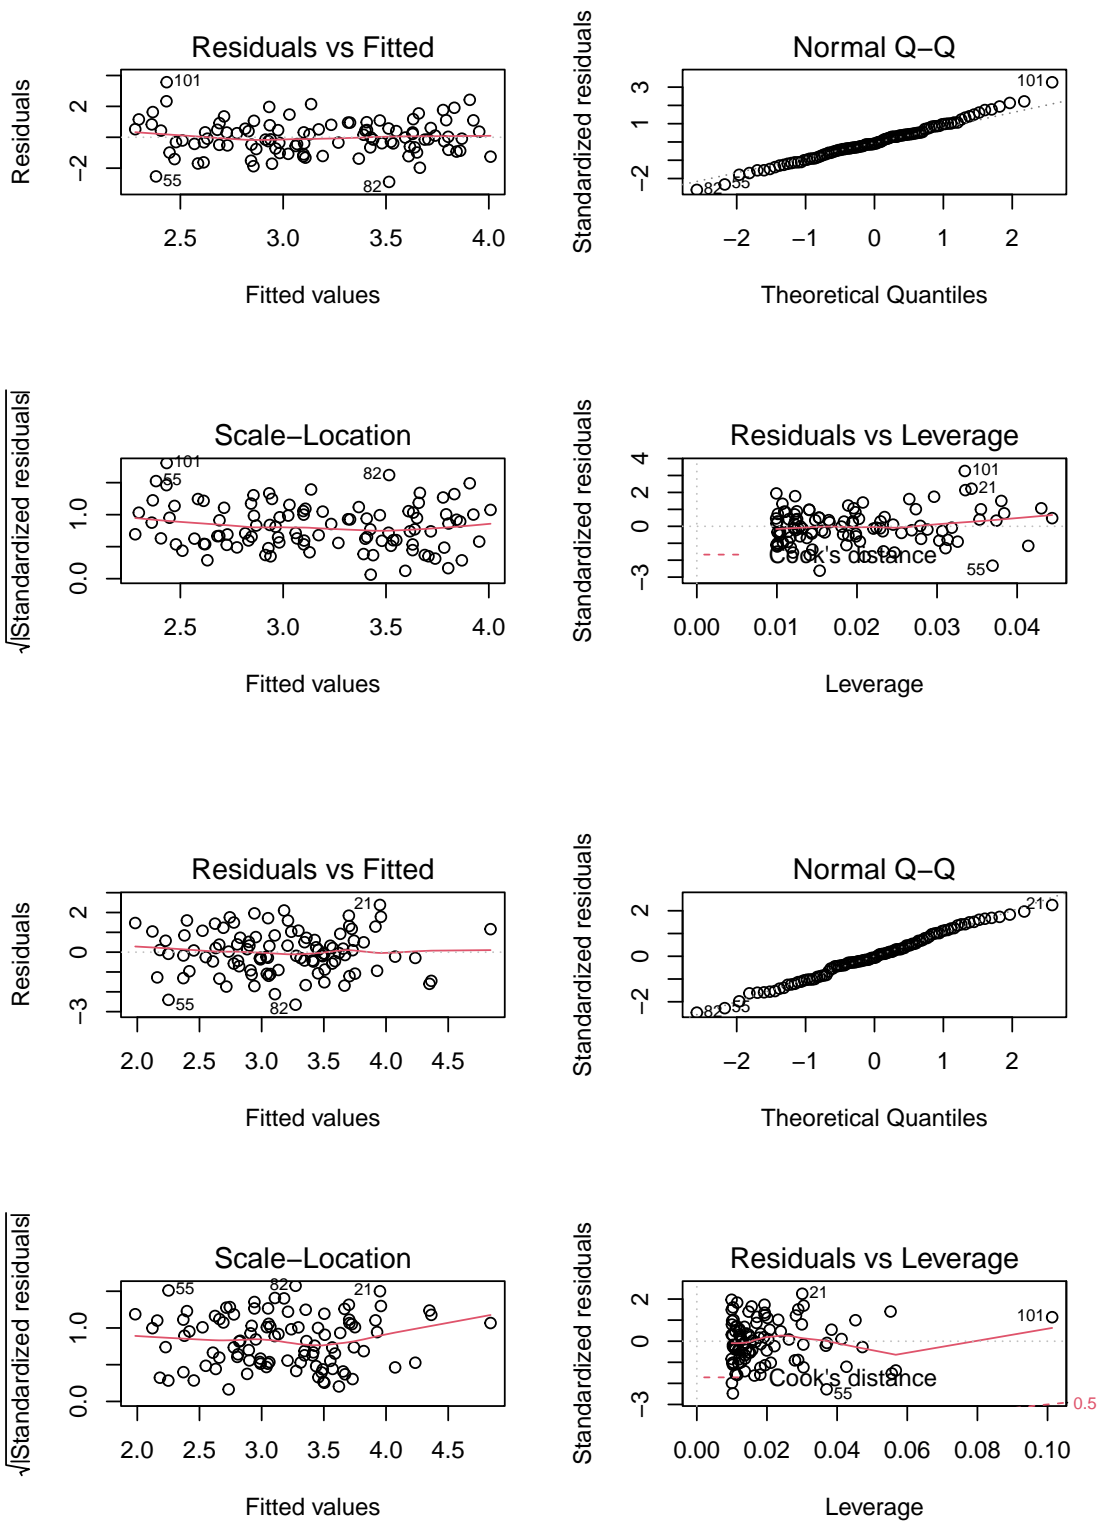 Residuals vs Fitted
Residuals
2
−2
101
55
82
2.5 3.0 3.5 4.0
Fitted values
Normal Q−Q
Standardized residuals
3
1
−2
101
82
55
−2 −1 0 1 2
Theoretical Quantiles
Scale−Location
√|Standardized residuals|
1.0
0.0
101
55
82
2.5 3.0 3.5 4.0
Fitted values
Residuals vs Leverage
Standardized residuals
4
2
0
−3
101
21
55
Cook's distance
0.00 0.01 0.02 0.03 0.04
Leverage
Residuals vs Fitted
Residuals
2
0
−3
21
55
82
2.0 2.5 3.0 3.5 4.0 4.5
Fitted values
Normal Q−Q
Standardized residuals
2
0
−2
21
82
55
−2 −1 0 1 2
Theoretical Quantiles
Scale−Location
√|Standardized residuals|
1.0
0.0
55
82
21
2.0 2.5 3.0 3.5 4.0 4.5
Fitted values
Residuals vs Leverage
Standardized residuals
2
0
−3
21
101
55
Cook's distance
0.5
0.00 0.02 0.04 0.06 0.08 0.10
Leverage